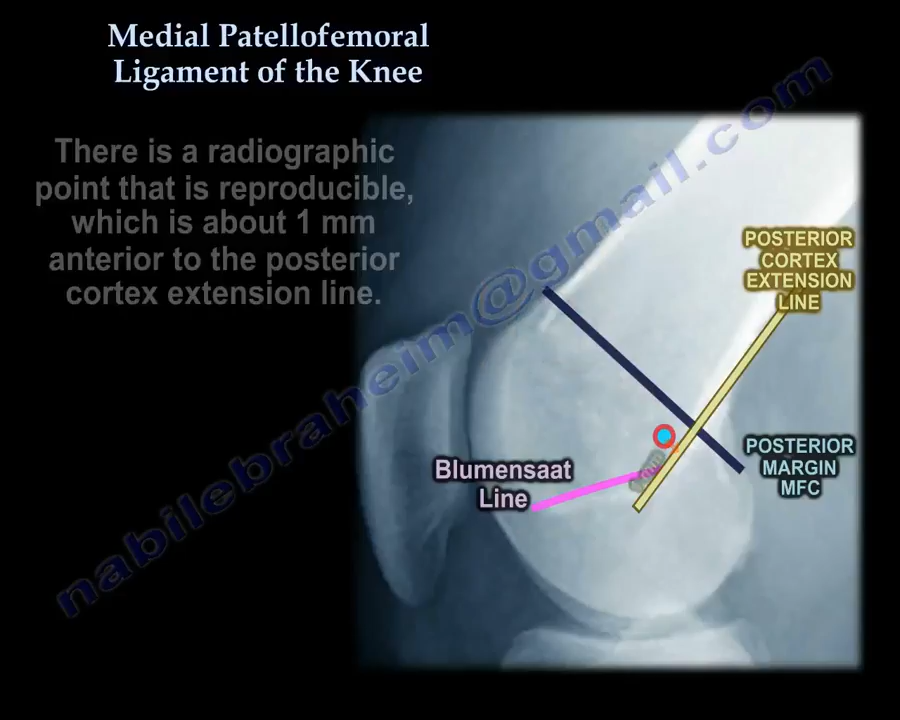 Medial Patellofemoral
Ligament of the Knee
There is a radiographic
point that is reproducible,
which is about 1 mm
anterior to the posterior
cortex extension line.
POSTERIOR
CORTEX
EXTENSION
LINE
Blumensaat
Line
POSTERIOR
MARGIN
MFC
nabilebraheim@gmail.com